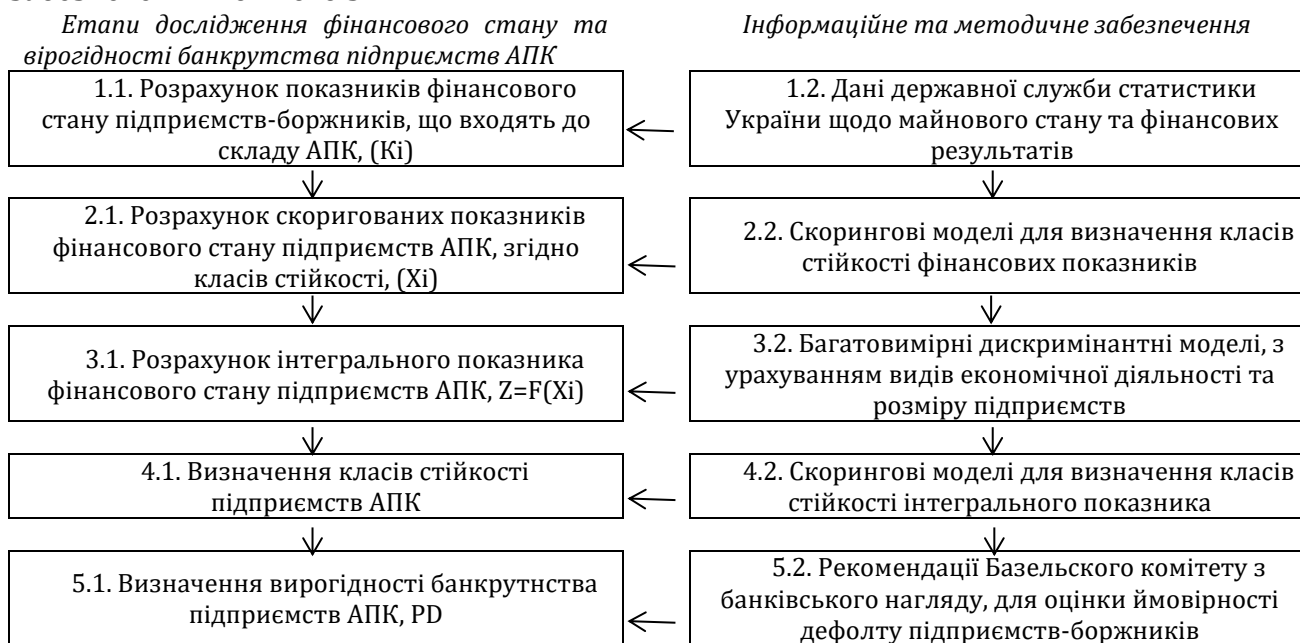 Етапи дослідження фінансового стану та
вірогідності банкрутства підприємств АПК
Інформаційне та методичне забезпечення
1.1. Розрахунок показників фінансового
стану підприємств-боржників, що входять до
складу АПК, (Кі)
1.2. Дані державної служби статистики
України щодо майнового стану та фінансових
результатів
2.1. Розрахунок скоригованих показників
фінансового стану підприємств АПК, згідно
класів стійкості, (Хі)
2.2. Скорингові моделі для визначення класів
стійкості фінансових показників
3.1. Розрахунок інтегрального показника
фінансового стану підприємств АПК, Z=F(Xi)
3.2. Багатовимірні дискримінантні моделі, з
урахуванням видів економічної діяльності та
розміру підприємств
4.1. Визначення класів стійкості
підприємств АПК
4.2. Скорингові моделі для визначення класів
стійкості інтегрального показника
5.1. Визначення вирогідності банкрутнства
підприємств АПК, PD
5.2. Рекомендації Базельского комітету з
банківського нагляду, для оцінки ймовірності
дефолту підприємств-боржників